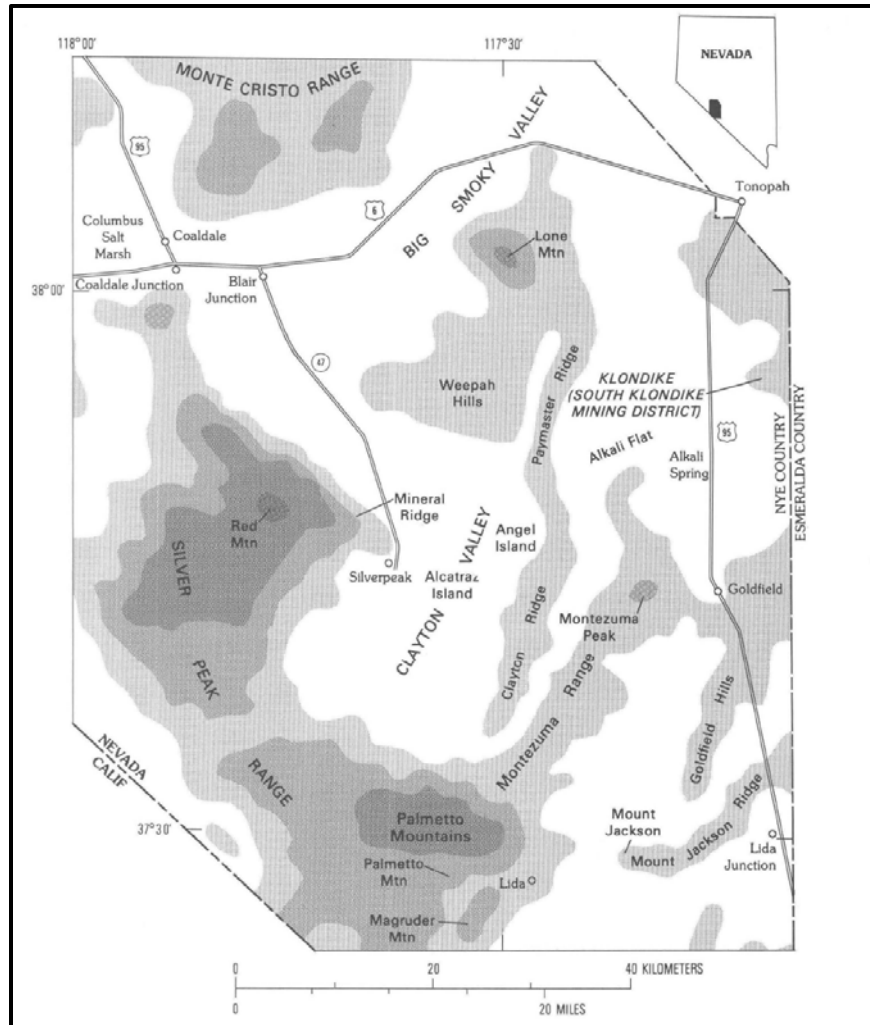 118°00'
117°30'
NEVADA
MONTE CRISTO RANGE
95
BIG SMOKY VALLEY
6
Tonopah
Columbus
Salt
Marsh
Coaldale
Lone
Mtn
Coaldale Junction
Blair
Junction
38°00'
47
Weepah
Hills
Paymaster Ridge
KLONDIKE
(SOUTH KLONDIKE
MINING DISTRICT)
95
Alkali Flat
Alkali
Spring
NYE COUNTRY
ESMERALDA COUNTRY
Mineral
Ridge
Red
Mtn
Angel
Island
SILVER PEAK RANGE
Silverpeak
Alcatraz
Island
CLAYTON VALLEY
Goldfield
Montezuma
Peak
Clayton Ridge
Montezuma Range
Goldfield Hills
NEVADA
CALIF
37°30'
Palmetto
Mountains
Mount
Jackson
Mount Jackson Ridge
Lida
Junction
Palmetto
Mtn
Lida
Magruder
Mtn
0 20 40 KILOMETERS
0 20 MILES